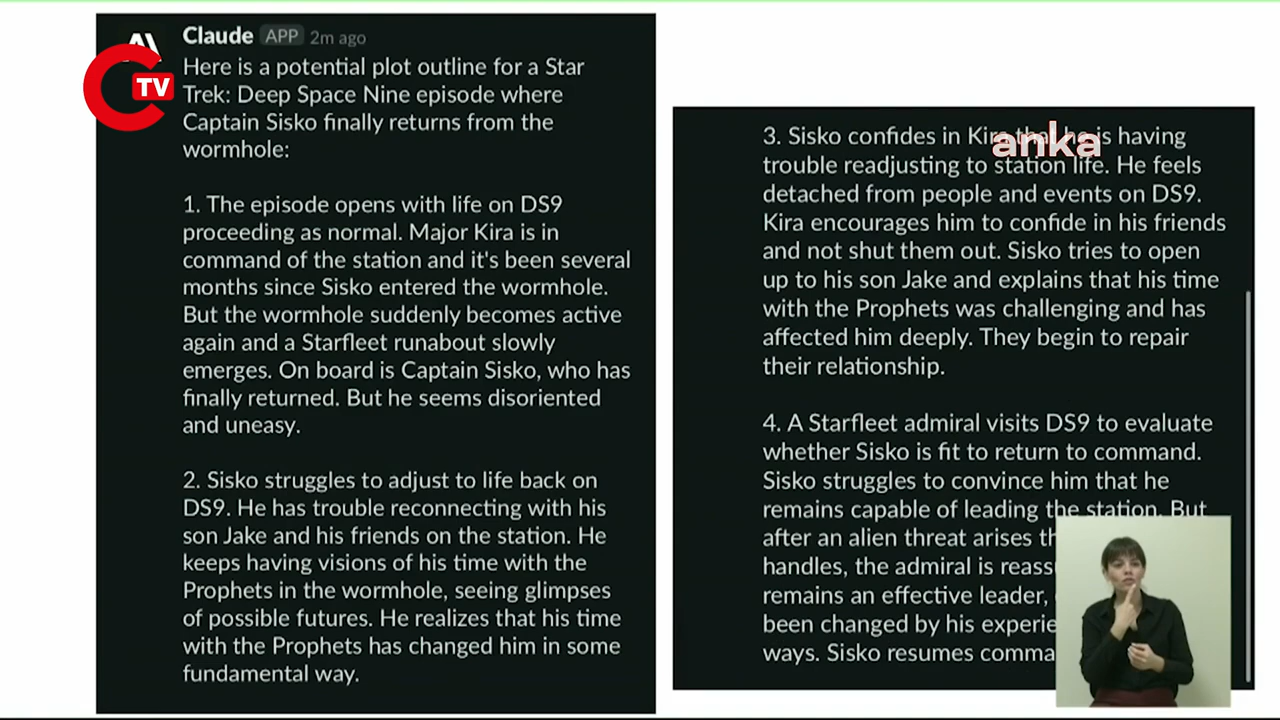 Claude APP 2m ago
Here is a potential plot outline for a Star
Trek: Deep Space Nine episode where
Captain Sisko finally returns from the
wormhole:
1. The episode opens with life on DS9
proceeding as normal. Major Kira is in
command of the station and it's been several
months since Sisko entered the wormhole.
But the wormhole suddenly becomes active
again and a Starfleet runabout slowly
emerges. On board is Captain Sisko, who has
finally returned. But he seems disoriented
and uneasy.
2. Sisko struggles to adjust to life back on
DS9. He has trouble reconnecting with his
son Jake and his friends on the station. He
keeps having visions of his time with the
Prophets in the wormhole, seeing glimpses
of possible futures. He realizes that his time
with the Prophets has changed him in some
fundamental way.
3. Sisko confides in Kira that he is having
trouble readjusting to station life. He feels
detached from people and events on DS9.
Kira encourages him to confide in his friends
and not shut them out. Sisko tries to open
up to his son Jake and explains that his time
with the Prophets was challenging and has
affected him deeply. They begin to repair
their relationship.
4. A Starfleet admiral visits DS9 to evaluate
whether Sisko is fit to return to command.
Sisko struggles to convince him that he
remains capable of leading the station. But
after an alien threat arises
handles, the admiral is
remains an effective leader,
been changed by his
ways. Sisko resumes
TV
anka